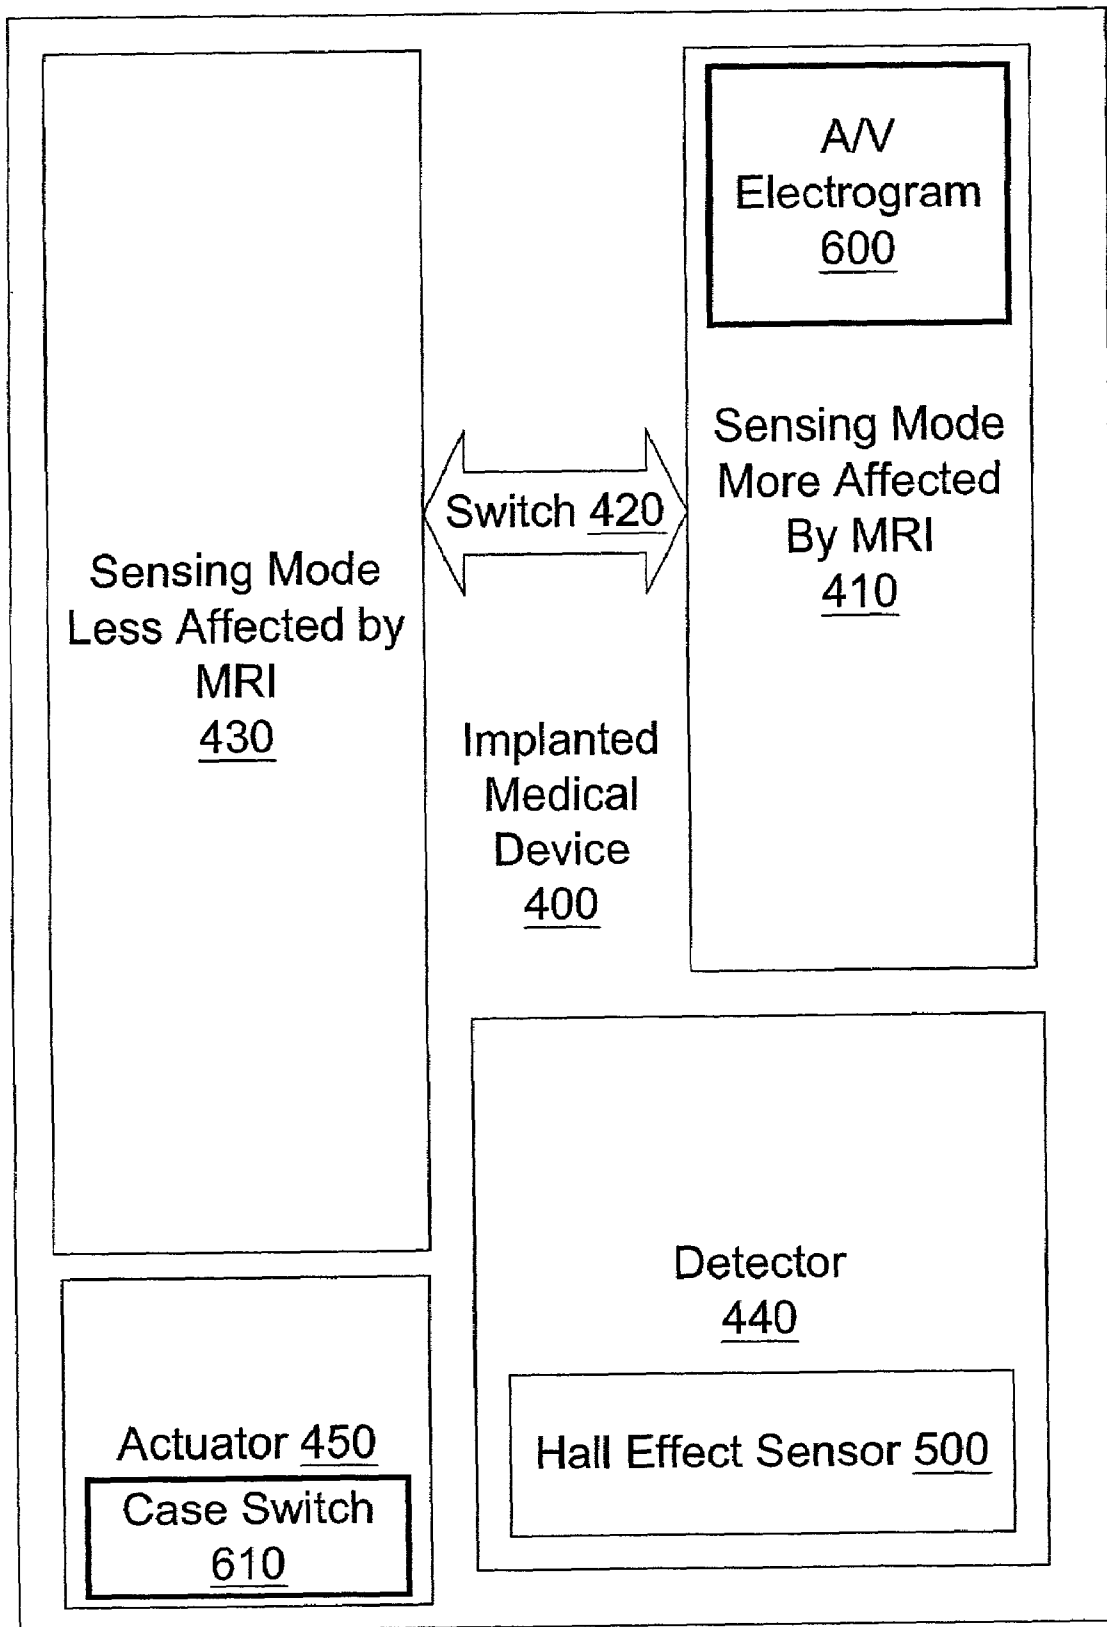 A/V
Electrogram
600
Sensing Mode
More Affected
By MRI
410
Switch 420
Sensing Mode
Less Affected by
MRI
430
Implanted
Medical
Device
400
Detector
440
Hall Effect Sensor 500
Actuator 450
Case Switch
610